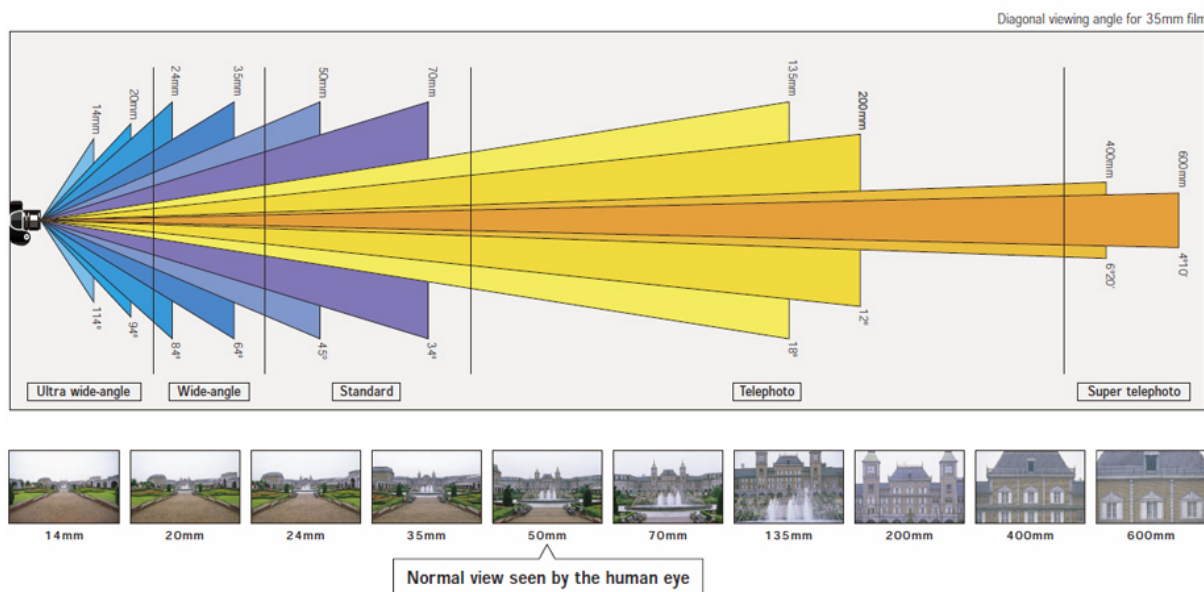 Diagonal viewing angle for 35mm film
14mm
20mm
24mm
35mm
50mm
70mm
135mm
200mm
400mm
600mm
114°
94°
84°
64°
45°
34°
18°
12°
6°20'
4°10'
Ultra wide-angle
Wide-angle
Standard
Telephoto
Super telephoto
14mm
20mm
24mm
35mm
50mm
70mm
135mm
200mm
400mm
600mm
Normal view seen by the human eye